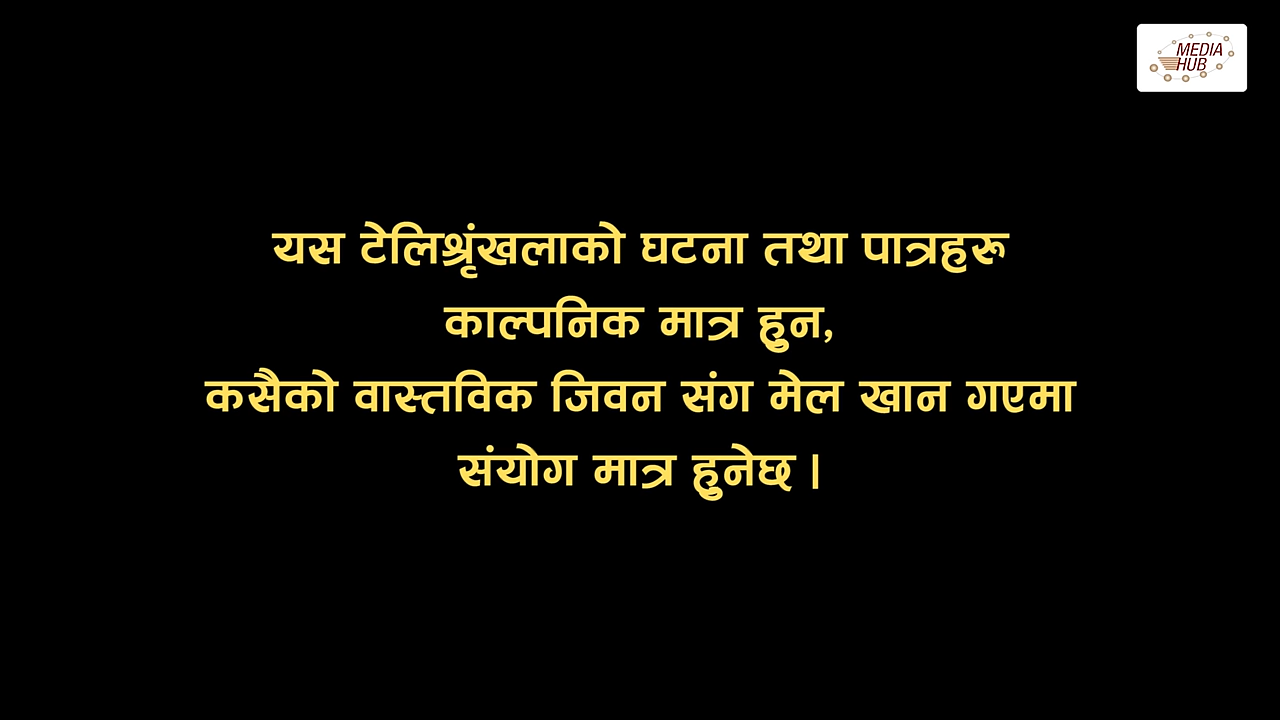 MEDIA
HUB
यस टेलिश्रृंखलाको घटना तथा पात्रहरू
काल्पनिक मात्र हुन,
कसैको वास्तविक जिवन संग मेल खान गएमा
संयोग मात्र हुनेछ ।